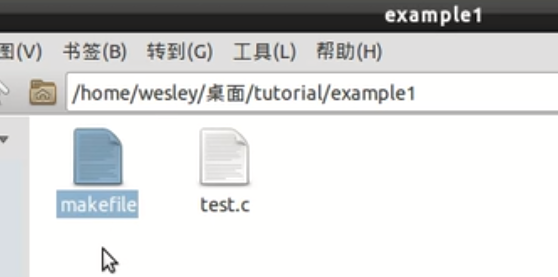 example1
图(V) 书签(B) 转到(G) 工具(L) 帮助(H)
/home/wesley/桌面/tutorial/example1
makefile test.c